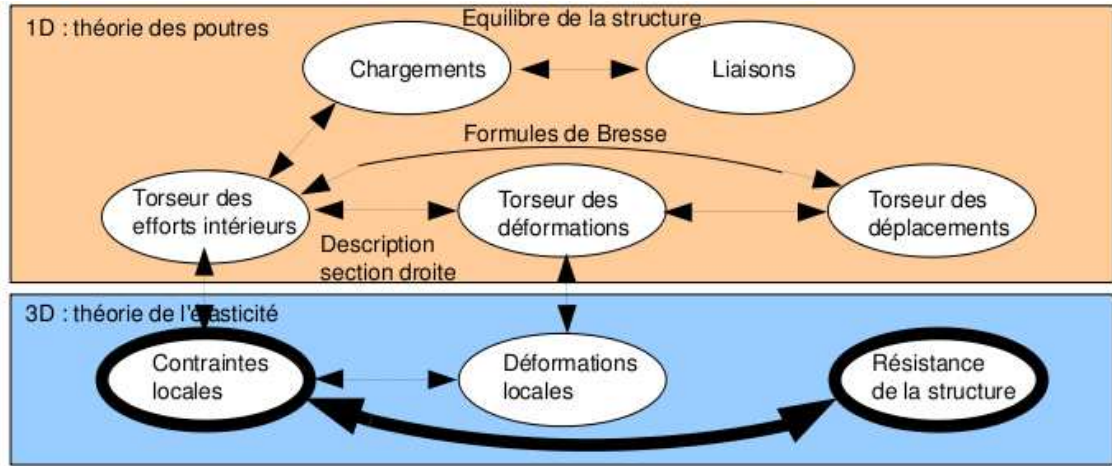 Equilibre de la structure
1D : théorie des poutres
Chargements
Liaisons
Formules de Bresse
Torseur des
efforts intérieurs
Torseur des
déformations
Torseur des
déplacements
Description
section droite
3D : théorie de l'élasticité
Contraintes
locales
Déformations
locales
Résistance
de la structure